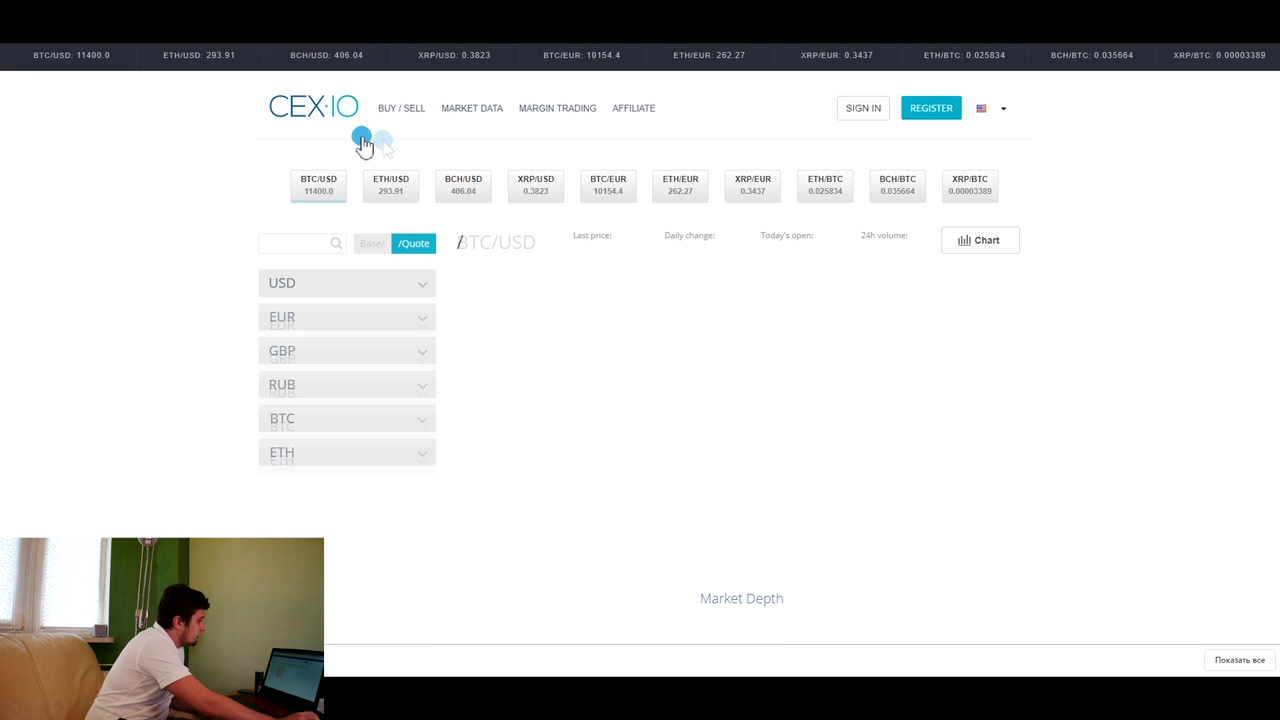 BTC/USD: 11400.0 ETH/USD: 293.91 BCH/USD: 406.04 XRP/USD: 0.3823 BTC/EUR: 10154.4 ETH/EUR: 262.27 XRP/EUR: 0.3437 ETH/BTC: 0.025834 BCH/BTC: 0.035664 XRP/BTC: 0.00003389
CEX·IO BUY / SELL MARKET DATA MARGIN TRADING AFFILIATE SIGN IN REGISTER
BTC/USD ETH/USD BCH/USD XRP/USD BTC/EUR ETH/EUR XRP/EUR ETH/BTC BCH/BTC XRP/BTC
11400.0 293.91 406.04 0.3823 10154.4 262.27 0.3437 0.025834 0.035664 0.00003389
Base/ /Quote /BTC/USD Last price: Daily change: Today's open: 24h volume: Chart
USD
EUR
EUR
GBP
GBP
RUB
RUB
BTC
BTC
ETH
ETH
Market Depth
Показать все